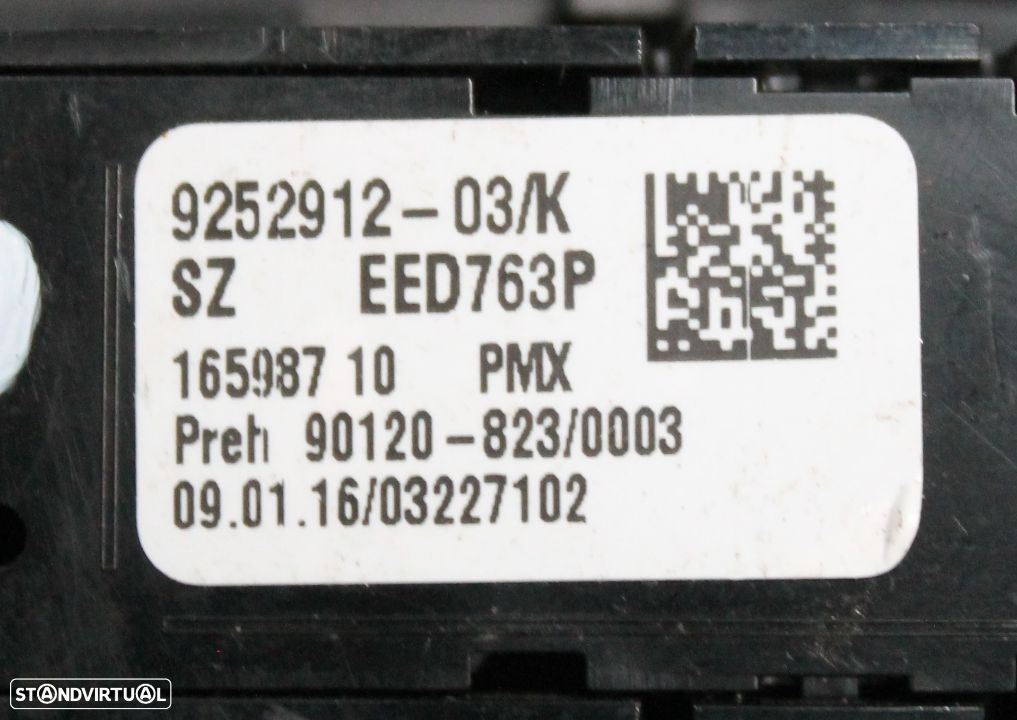 9252912-03/K
SZ EED763P
165987 10 PMX
Preh 90120-823/0003
09.01.16/03227102
STANDVIRTUAL